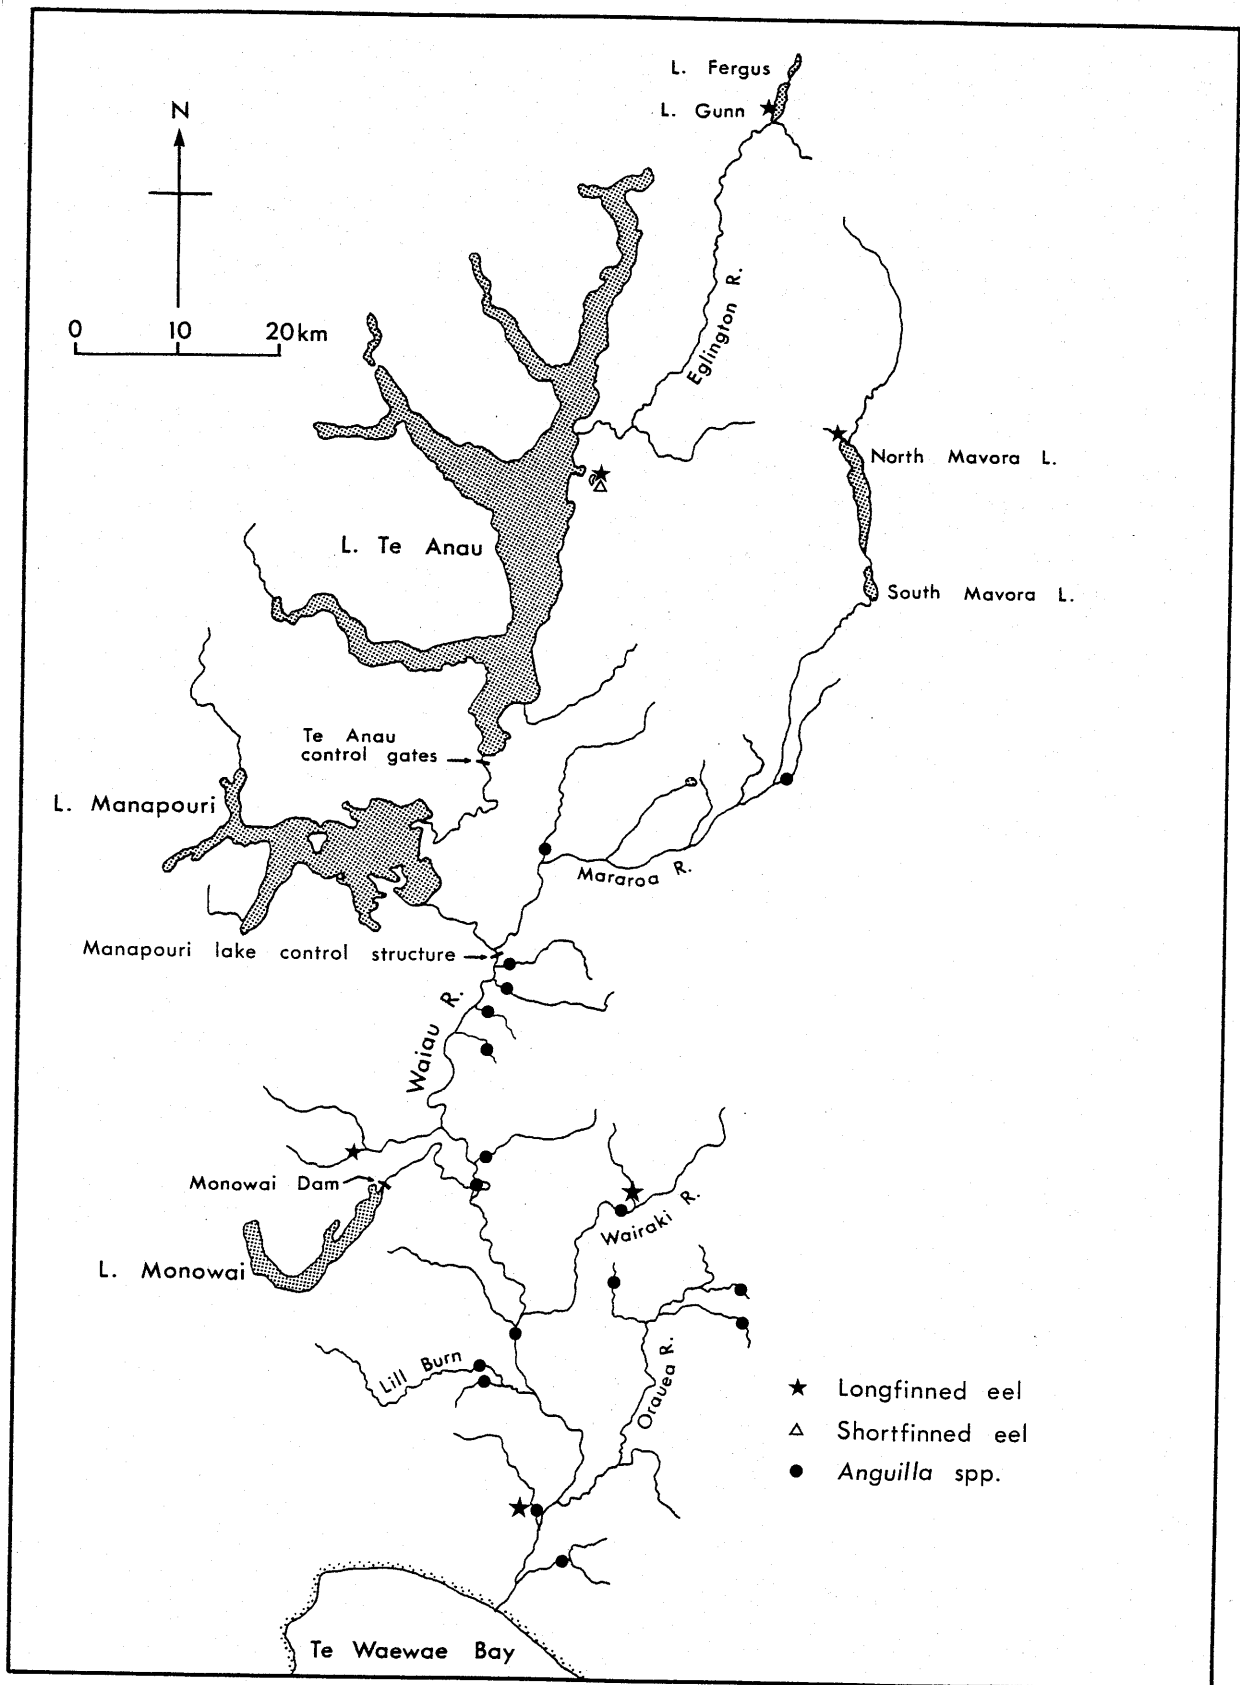 L. Fergus
L. Gunn
N
0 10 20km
Eglington R.
North Mavora L.
L. Te Anau
South Mavora L.
Te Anau
control gates
L. Manapouri
Mararoa R.
Manapouri lake control structure
Waiau R.
Monowai Dam
Wairaki R.
L. Monowai
Lill Burn
Orauea R.
Longfinned eel
Shortfinned eel
Anguilla spp.
Te Waewae Bay